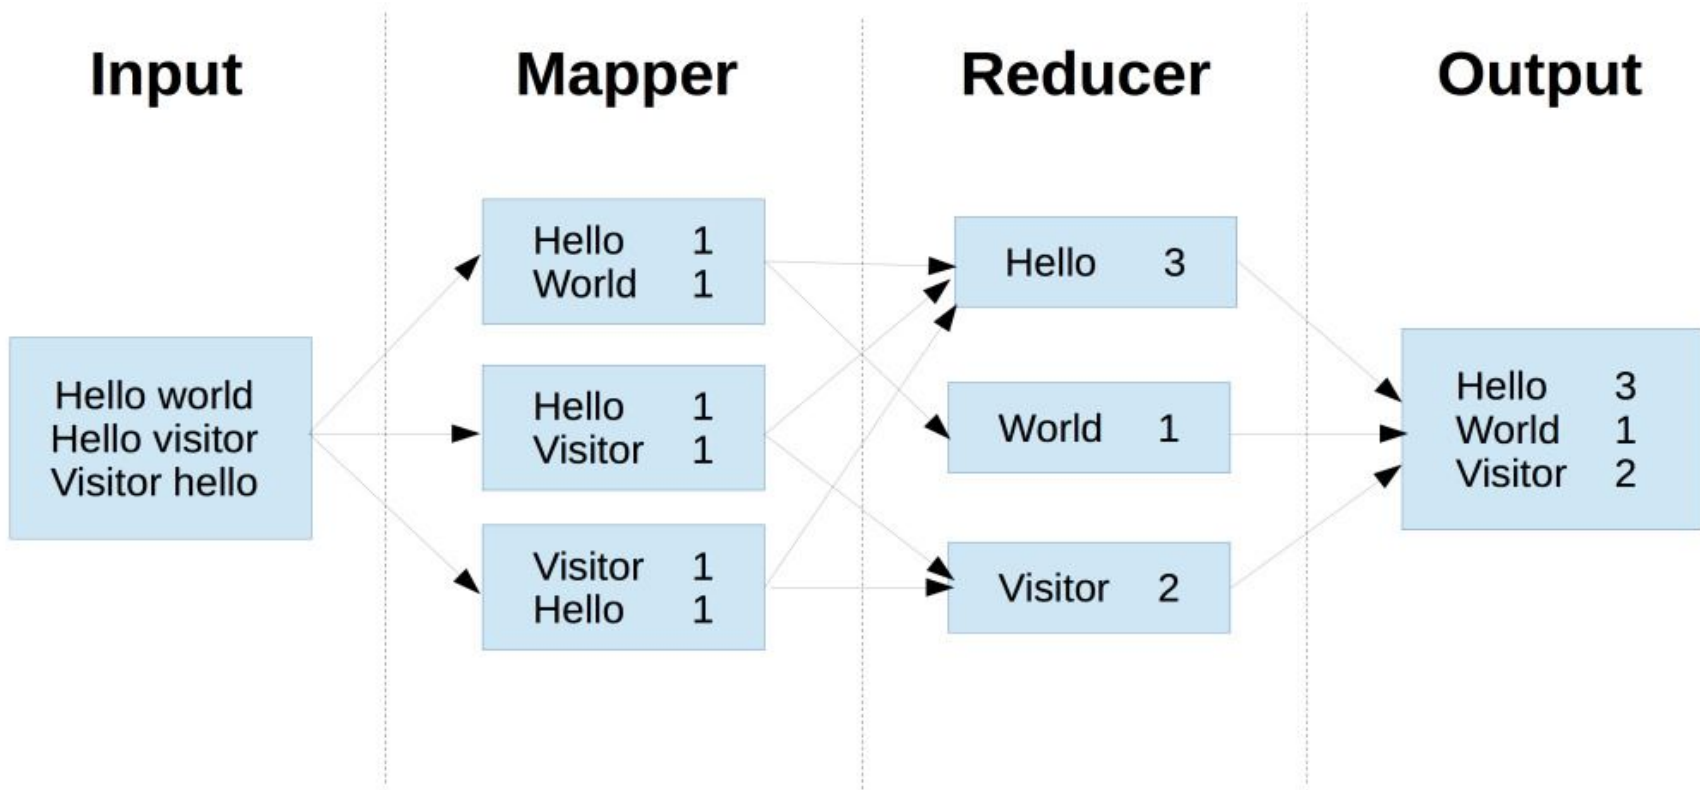 Input
Mapper
Reducer
Output
Hello world
Hello visitor
Visitor hello
Hello 1
World 1
Hello 1
Visitor 1
Visitor 1
Hello 1
Hello 3
World 1
Visitor 2
Hello 3
World 1
Visitor 2